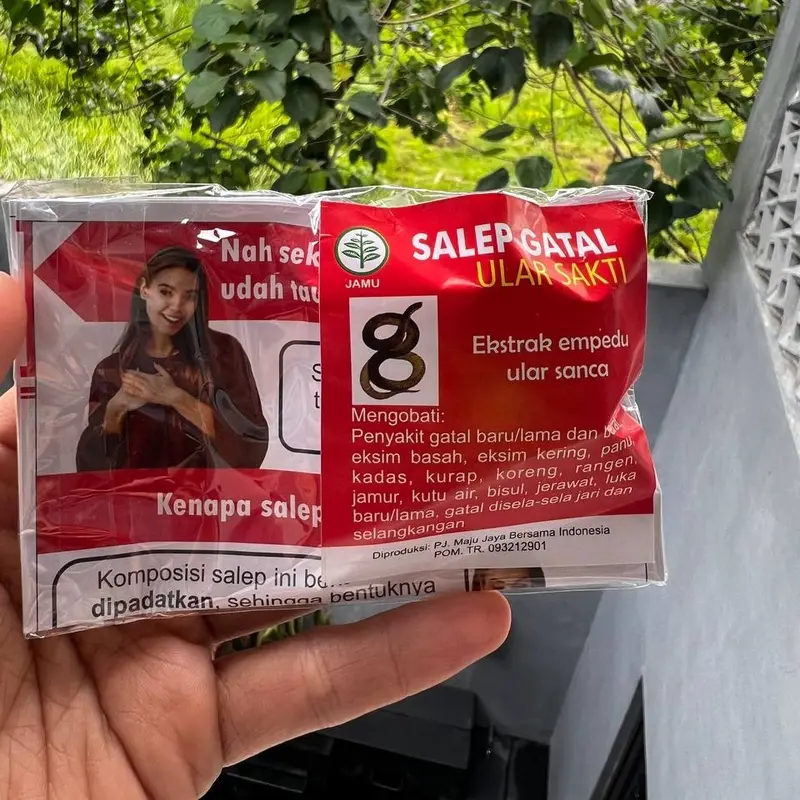 Nah
udah
Kenapa salep
Komposisi salep ini
dipadatkan, sehingga bentuknya
JAMU
SALEP GATAL
ULAR SAKTI
Ekstrak empedu
ular sanca
Mengobati:
Penyakit gatal baru/lama dan
eksim basah, eksim kering, panu,
kadas, kurap, koreng, rangen,
jamur, kutu air, bisul, jerawat, luka
baru/lama, gatal disela-sela jari dan
selangkangan
Diproduksi: PJ. Maju Jaya Bersama Indonesia
POM. TR. 093212901